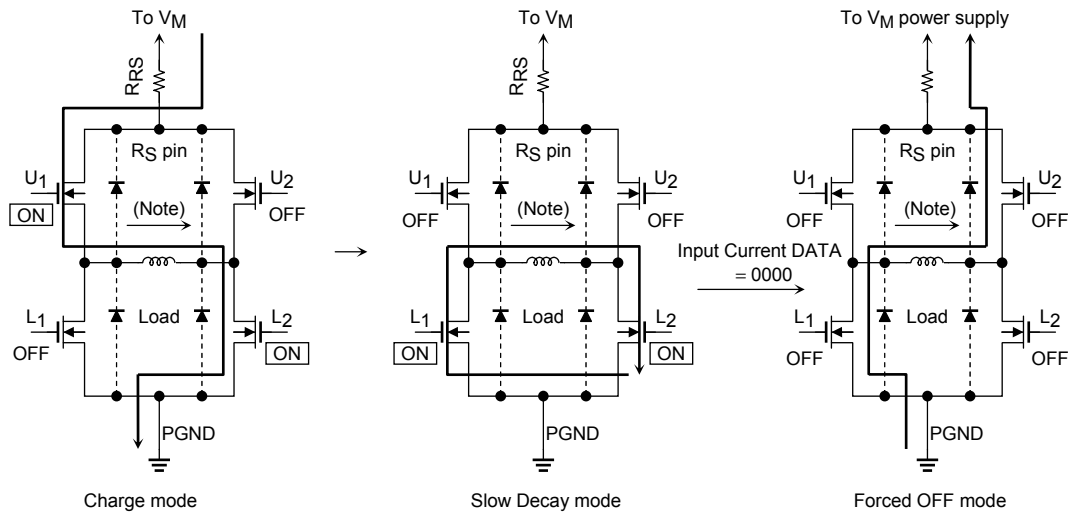 To VM
RRS
RS pin
U1
ON
U2
OFF
(Note)
L1
OFF
Load
L2
ON
PGND
Charge mode
To VM
RRS
RS pin
U1
OFF
U2
OFF
(Note)
L1
ON
Load
L2
ON
PGND
Slow Decay mode
Input Current DATA
= 0000
To VM power supply
RS pin
U1
OFF
U2
OFF
(Note)
L1
OFF
Load
L2
OFF
PGND
Forced OFF mode